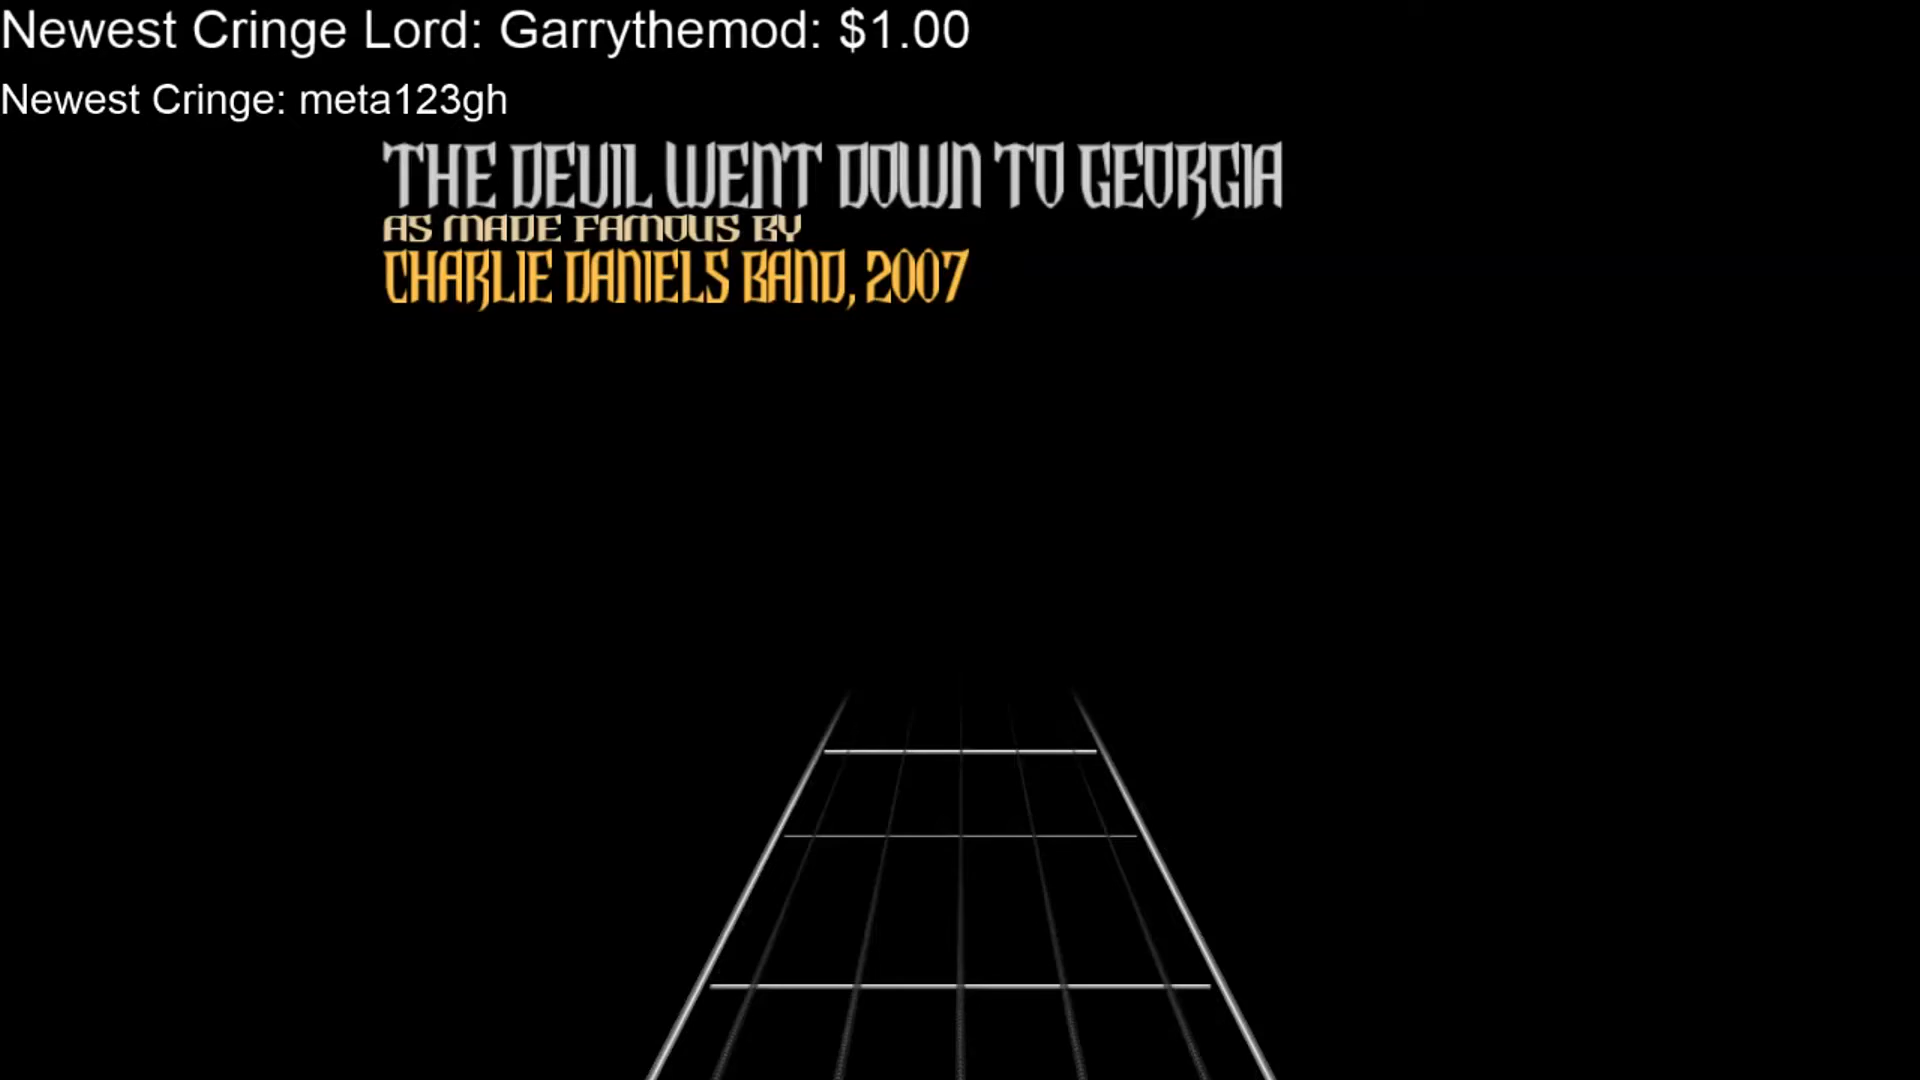 Newest Cringe Lord: Garrythemod: $1.00
Newest Cringe: meta123gh
THE DEVIL WENT DOWN TO GEORGIA
AS MADE FAMOUS BY
CHARLIE DANIELS BAND, 2007